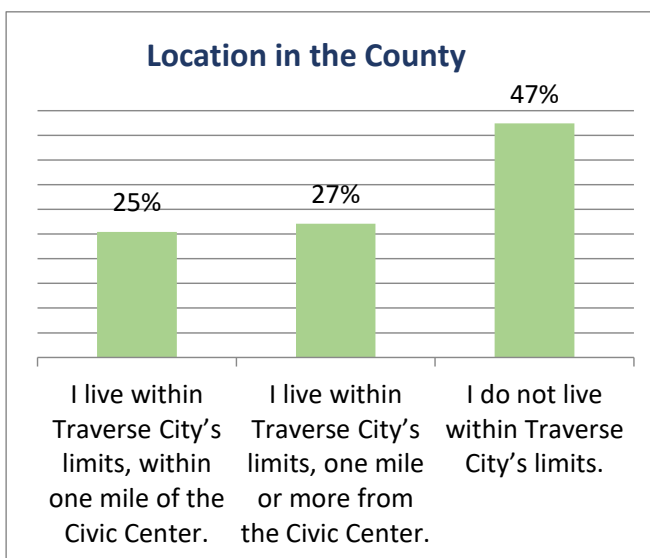 Location in the County
47%
25%
27%
I live within
Traverse City’s
limits, within
one mile of the
Civic Center.
I live within
Traverse City’s
limits, one mile
or more from
the Civic Center.
I do not live
within Traverse
City’s limits.